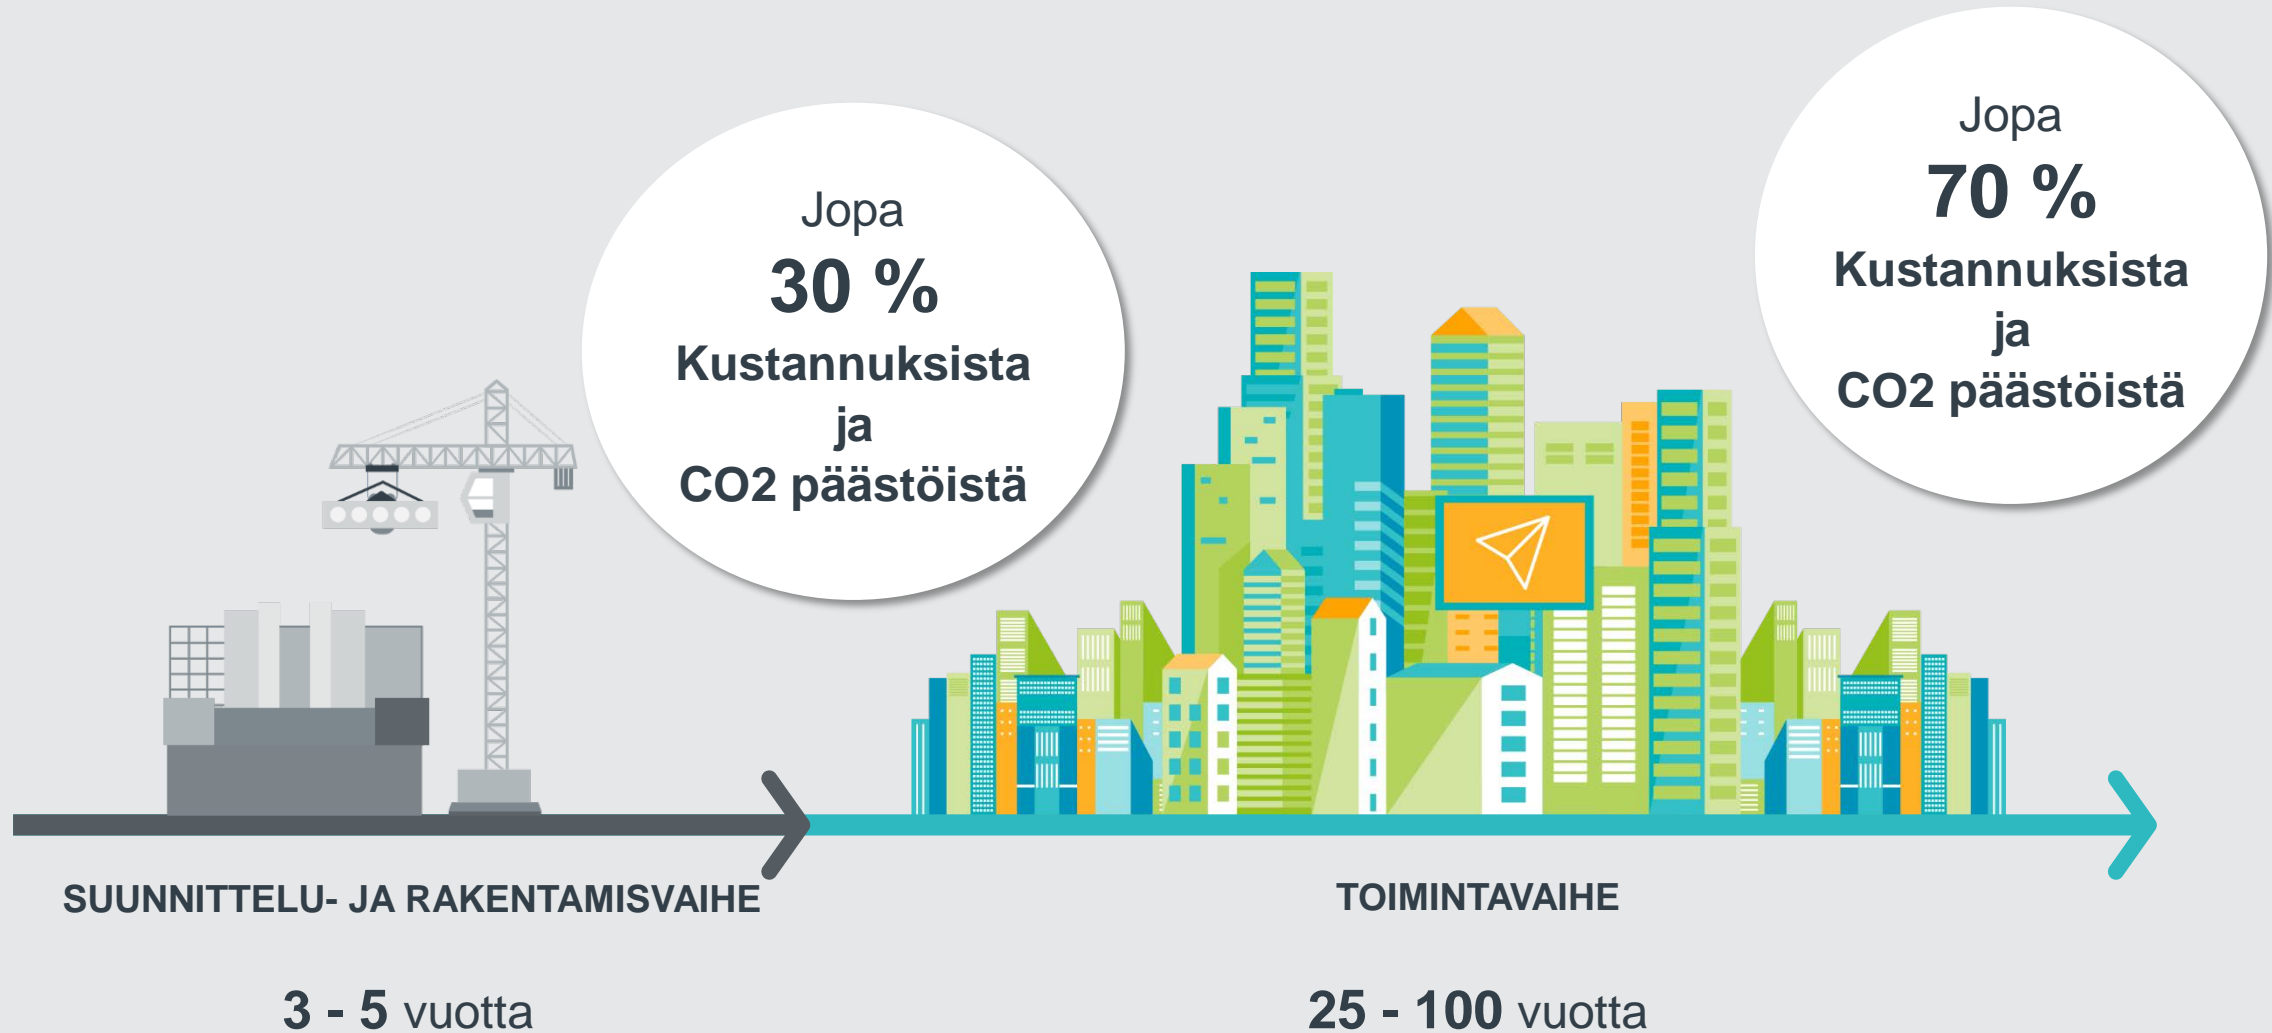 Jopa
30 %
Kustannuksista
ja
CO2 päästöistä
Jopa
70 %
Kustannuksista
ja
CO2 päästöistä
SUUNNITTELU- JA RAKENTAMISVAIHE
3 - 5 vuotta
TOIMINTAVAIHE
25 - 100 vuotta